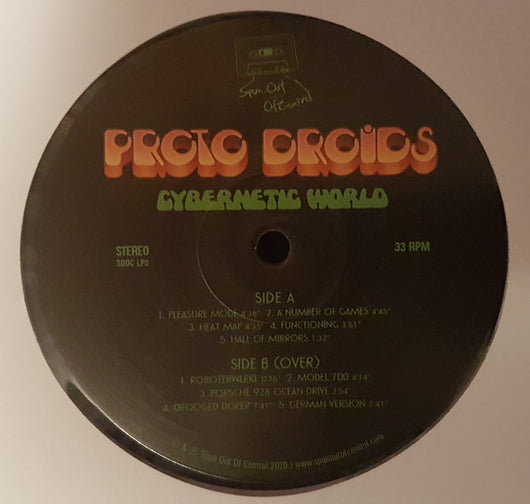 Spun Out
Of Control
PROTO DROIDS
CYBERNETIC WORLD
STEREO
SOOC LP5
33 RPM
SIDE A
1. PLEASURE MODE 4'26" 2. A NUMBER OF GAMES 4'45"
3. HEAT MAP 4'35" 4. FUNCTIONING 3'51"
5. HALL OF MIRRORS 1'32"
SIDE B (OVER)
1. ROBOTERWERKE 0'26" 2. MODEL 700 4'14"
3. PORSCHE 928 OCEAN DRIVE 3'54"
4. DROOGED DOPER 7'41" 5. GERMAN VERSION 2'41"
© & ℗ Spun Out Of Control 2020 | www.spunoutofcontrol.com